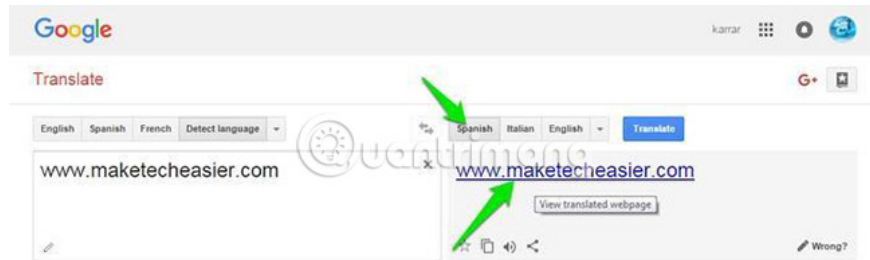 Google
karrar
Translate
G+
English Spanish French Detect language
Spanish Italian English Translate
www.maketecheasier.com x
www.maketecheasier.com
Quantrimang
View translated webpage
Wrong?